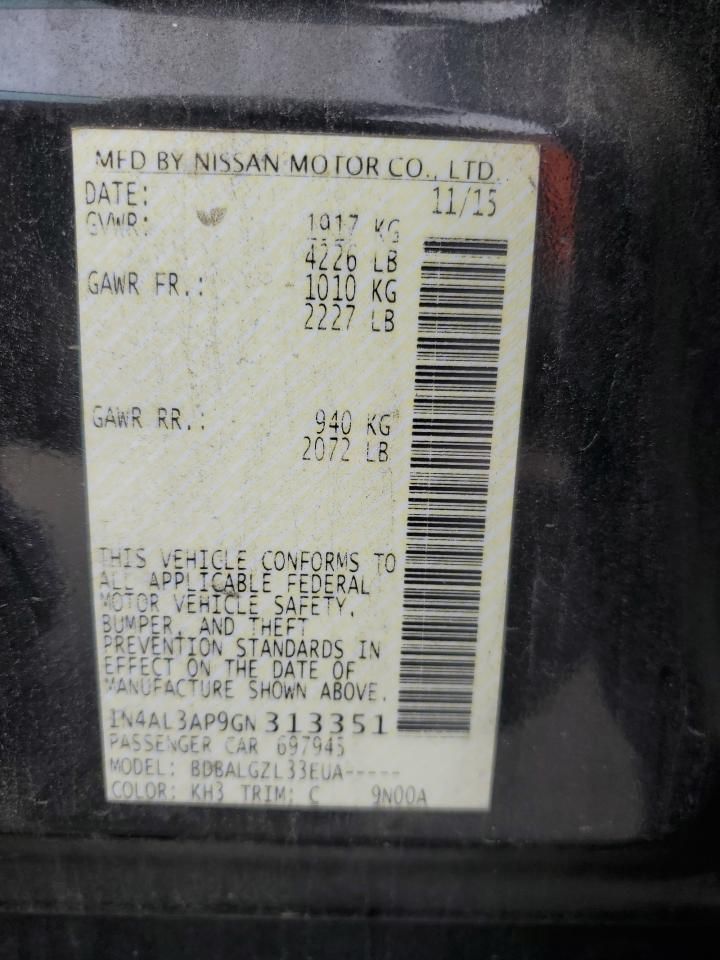 MFD BY NISSAN MOTOR CO., LTD.
DATE: 11/15
GVWR: 1917 KG
4226 LB
GAWR FR.: 1010 KG
2227 LB
GAWR RR.: 940 KG
2072 LB
THIS VEHICLE CONFORMS TO
ALL APPLICABLE FEDERAL
MOTOR VEHICLE SAFETY,
BUMPER, AND THEFT
PREVENTION STANDARDS IN
EFFECT ON THE DATE OF
MANUFACTURE SHOWN ABOVE.
1N4AL3AP9GN313351
PASSENGER CAR 697945
MODEL: BDBALGZL33EUA-----
COLOR: KH3 TRIM: C 9N00A